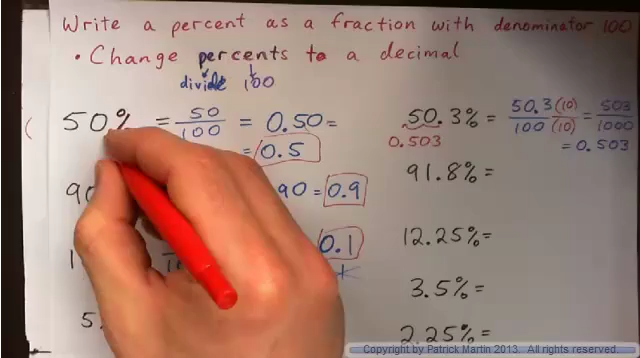 Write a percent as a fraction with denominator 100
• Change percents to a decimal
divide 100
50% = 50/100 = 0.50 =
= 0.5
50.3% = 50.3(10)/100(10) = 503/1000
0.503 = 0.503
90 = 0.9
91.8% =
0.1
12.25% =
3.5% =
5.
2.25% =
Copyright by Patrick Martin 2013. All rights reserved.